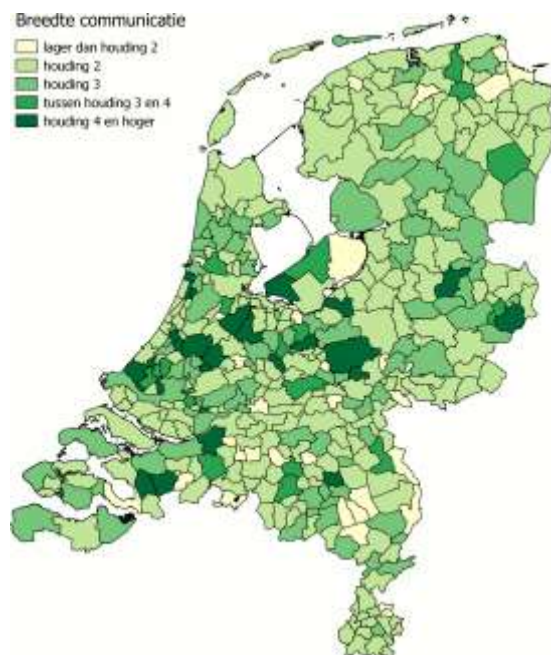 Breedte communicatie
lager dan houding 2
houding 2
houding 3
tussen houding 3 en 4
houding 4 en hoger